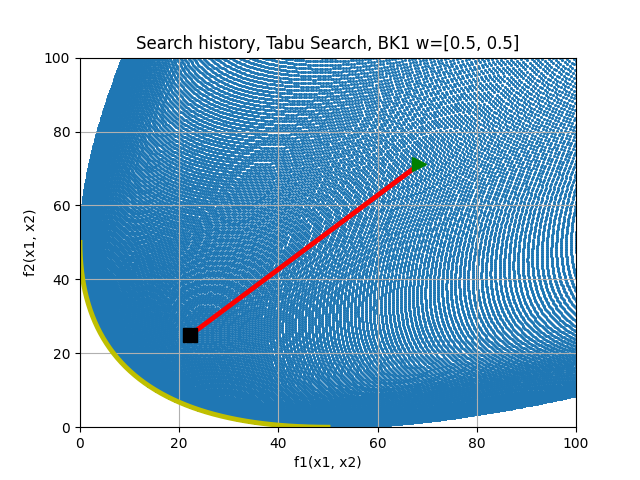 Search history, Tabu Search, BK1 w=[0.5, 0.5]
100
80
60
40
20
0
f2(x1, x2)
0 20 40 60 80 100
f1(x1, x2)